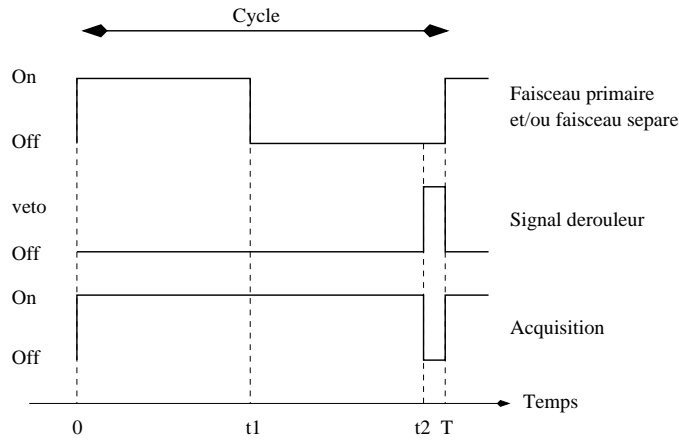 Cycle
On
Off
Faisceau primaire
et/ou faisceau separe
veto
Off
Signal derouleur
On
Off
Acquisition
Temps
0
t1
t2
T